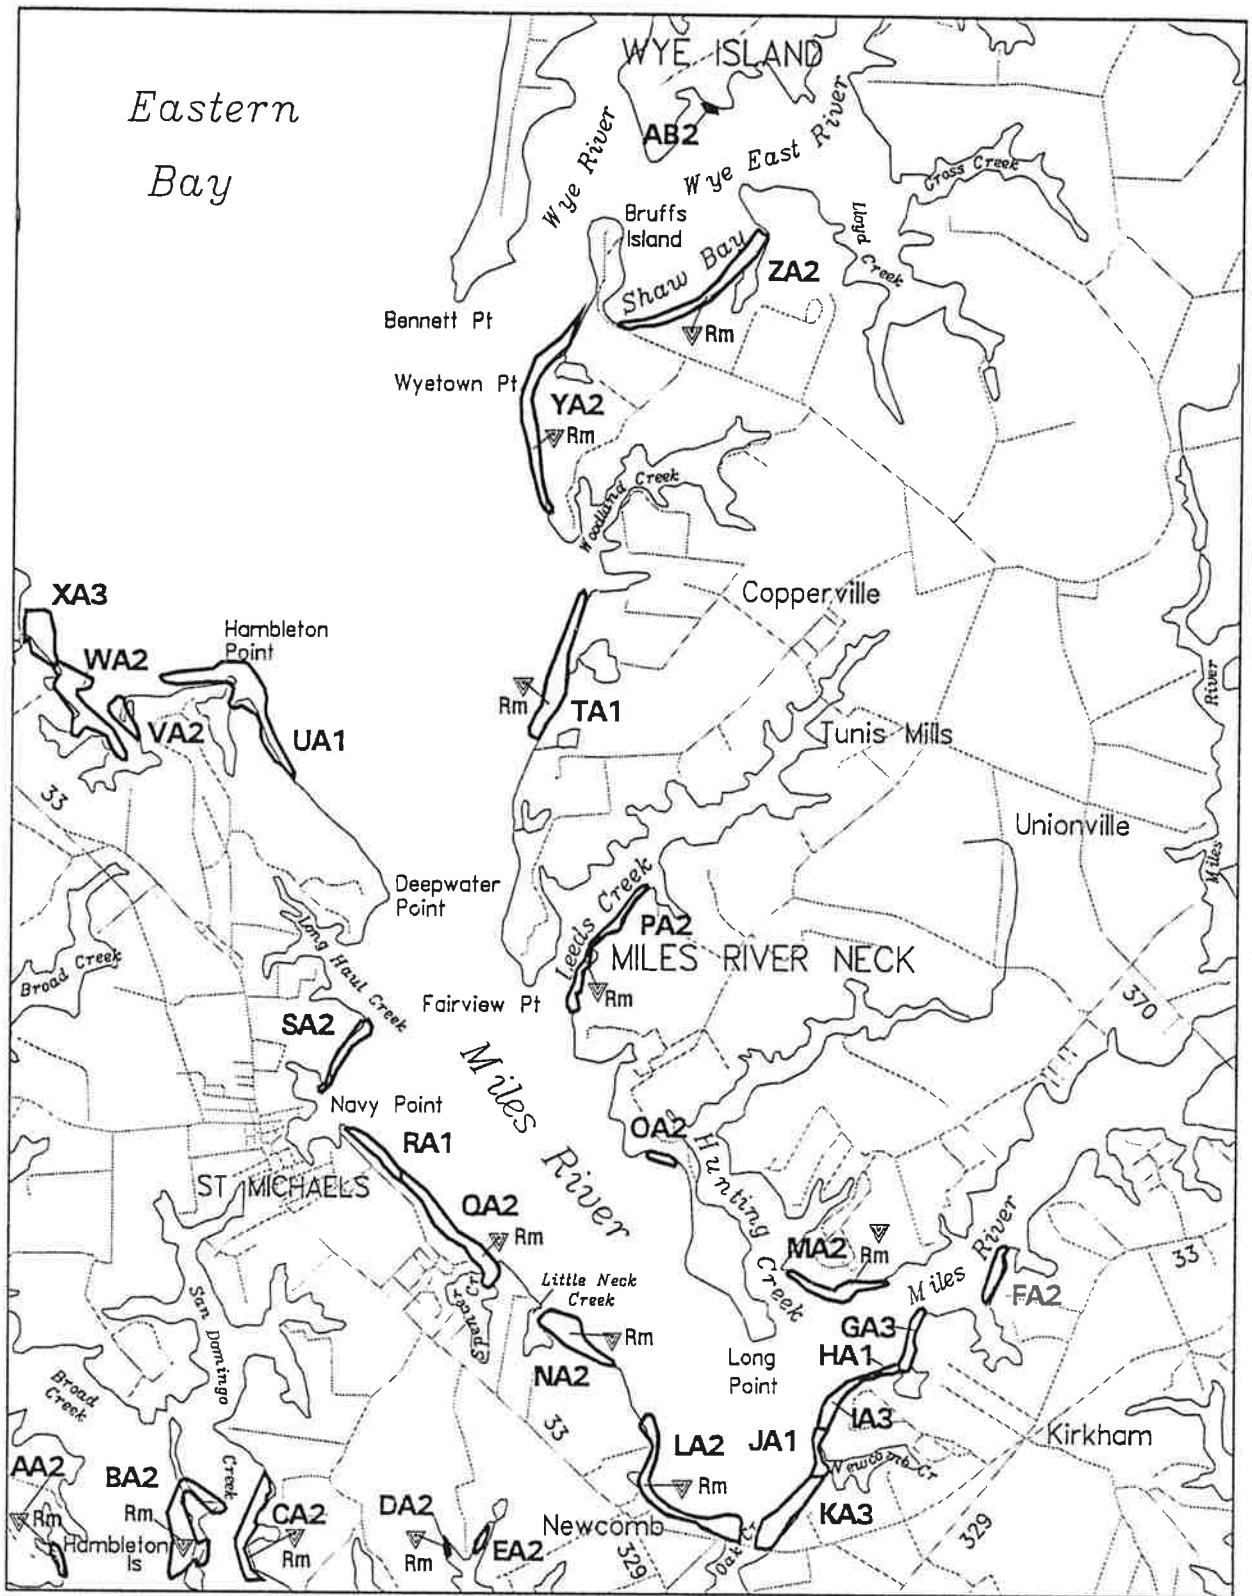 WYE ISLAND
Eastern
Bay
AB2
Wye River
Wye East River
Cross Creek
Bruffs
Island
Lloyd Creek
Shaw Bay
ZA2
Rm
Bennett Pt
Wyetown Pt
YA2
Rm
Woodland Creek
XA3
Copperville
Hambleton
Point
WA2
River
Rm
TA1
VA2
UA1
Tunis Mills
33
Unionville
Miles
Deepwater
Point
Leeds Creek
PA2
Long Haul Creek
MILES RIVER NECK
Broad Creek
Rm
Fairview Pt
370
SA2
Miles River
Navy Point
OA2
RA1
Hunting Creek
ST MICHAELS
QA2
Rm
MA2
Rm
Miles River
33
FA2
Little Neck
Creek
San Domingo Creek
Spencer Cr
GA3
Rm
HA1
NA2
Long
Point
Broad
Creek
33
IA3
LA2
JA1
Kirkham
Newcomb Cr
AA2
BA2
Rm
Rm
Rm
CA2
DA2
KA3
Hambleton
Is
Rm
Rm
EA2
Newcomb
329
Oak Cr
329